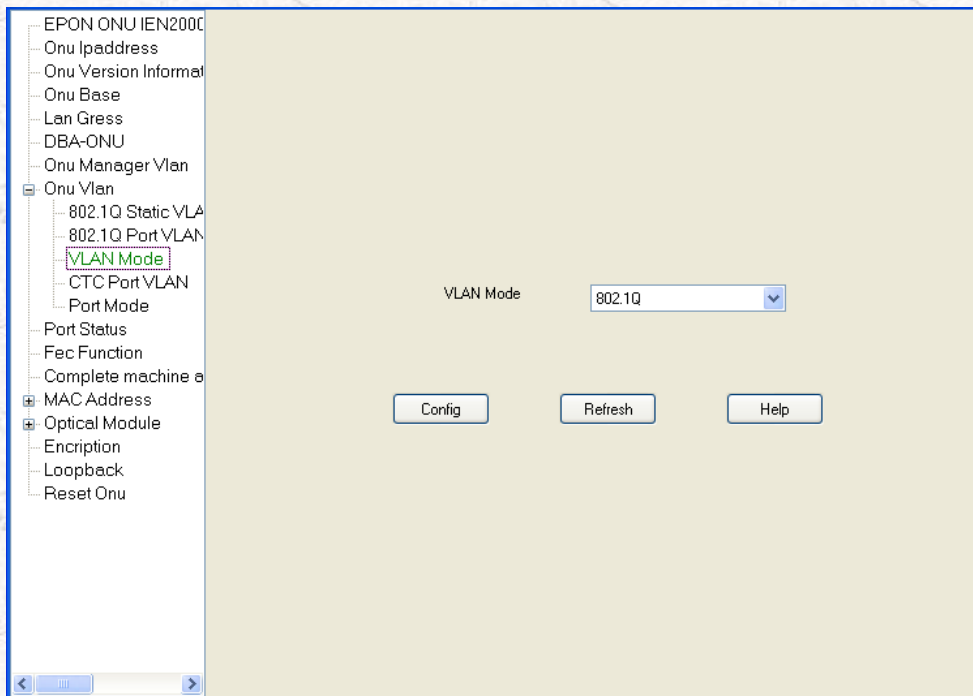 EPON ONU IEN200
Onu Ipaddress
Onu Version Informat
Onu Base
Lan Gress
DBA-ONU
Onu Manager Vlan
Onu Vlan
802.1Q Static VLA
802.1Q Port VLAN
VLAN Mode
CTC Port VLAN
Port Mode
Port Status
Fec Function
Complete machine a
MAC Address
Optical Module
Encription
Loopback
Reset Onu
VLAN Mode
802.1Q
Config
Refresh
Help